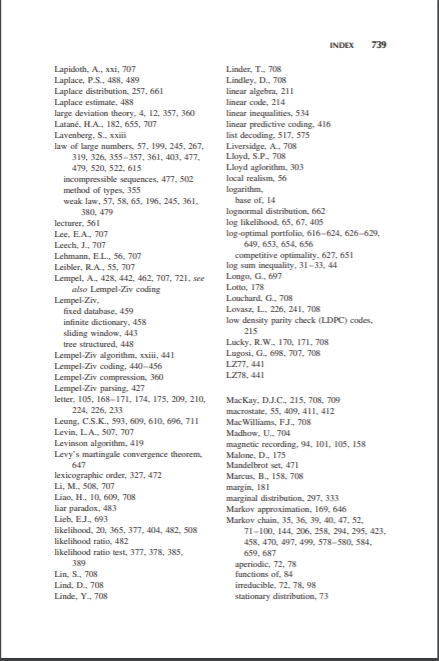 INDEX 739
Lapidoth, A., xxi, 707
Laplace, P.S., 488, 489
Laplace distribution, 257, 661
Laplace estimate, 488
large deviation theory, 4, 12, 357, 360
Latané, H.A., 182, 655, 707
Lavenberg, S., xxiii
law of large numbers, 57, 199, 245, 267,
319, 326, 355–357, 361, 403, 477,
479, 520, 522, 615
incompressible sequences, 477, 502
method of types, 355
weak law, 57, 58, 65, 196, 245, 361,
380, 479
lecturer, 561
Lee, E.A., 707
Leech, J., 707
Lehmann, E.L., 56, 707
Leibler, R.A., 55, 707
Lempel, A., 428, 442, 462, 707, 721, see
also Lempel-Ziv coding
Lempel-Ziv,
fixed database, 459
infinite dictionary, 458
sliding window, 443
tree structured, 448
Lempel-Ziv algorithm, xxiii, 441
Lempel-Ziv coding, 440–456
Lempel-Ziv compression, 360
Lempel-Ziv parsing, 427
letter, 105, 168–171, 174, 175, 209, 210,
224, 226, 233
Leung, C.S.K., 593, 609, 610, 696, 711
Levin, L.A., 507, 707
Levinson algorithm, 419
Levy's martingale convergence theorem,
647
lexicographic order, 327, 472
Li, M., 508, 707
Liao, H., 10, 609, 708
liar paradox, 483
Lieb, E.J., 693
likelihood, 20, 365, 377, 404, 482, 508
likelihood ratio, 482
likelihood ratio test, 377, 378, 385,
389
Lin, S., 708
Lind, D., 708
Linde, Y., 708
Linder, T., 708
Lindley, D., 708
linear algebra, 211
linear code, 214
linear inequalities, 534
linear predictive coding, 416
list decoding, 517, 575
Liversidge, A., 708
Lloyd, S.P., 708
Lloyd aglorithm, 303
local realism, 56
logarithm,
base of, 14
lognormal distribution, 662
log likelihood, 65, 67, 405
log-optimal portfolio, 616–624, 626–629,
649, 653, 654, 656
competitive optimality, 627, 651
log sum inequality, 31–33, 44
Longo, G., 697
Lotto, 178
Louchard, G., 708
Lovasz, L., 226, 241, 708
low density parity check (LDPC) codes,
215
Lucky, R.W., 170, 171, 708
Lugosi, G., 698, 707, 708
LZ77, 441
LZ78, 441
MacKay, D.J.C., 215, 708, 709
macrostate, 55, 409, 411, 412
MacWilliams, F.J., 708
Madhow, U., 704
magnetic recording, 94, 101, 105, 158
Malone, D., 175
Mandelbrot set, 471
Marcus, B., 158, 708
margin, 181
marginal distribution, 297, 333
Markov approximation, 169, 646
Markov chain, 35, 36, 39, 40, 47, 52,
71–100, 144, 206, 258, 294, 295, 423,
458, 470, 497, 499, 578–580, 584,
659, 687
aperiodic, 72, 78
functions of, 84
irreducible, 72, 78, 98
stationary distribution, 73